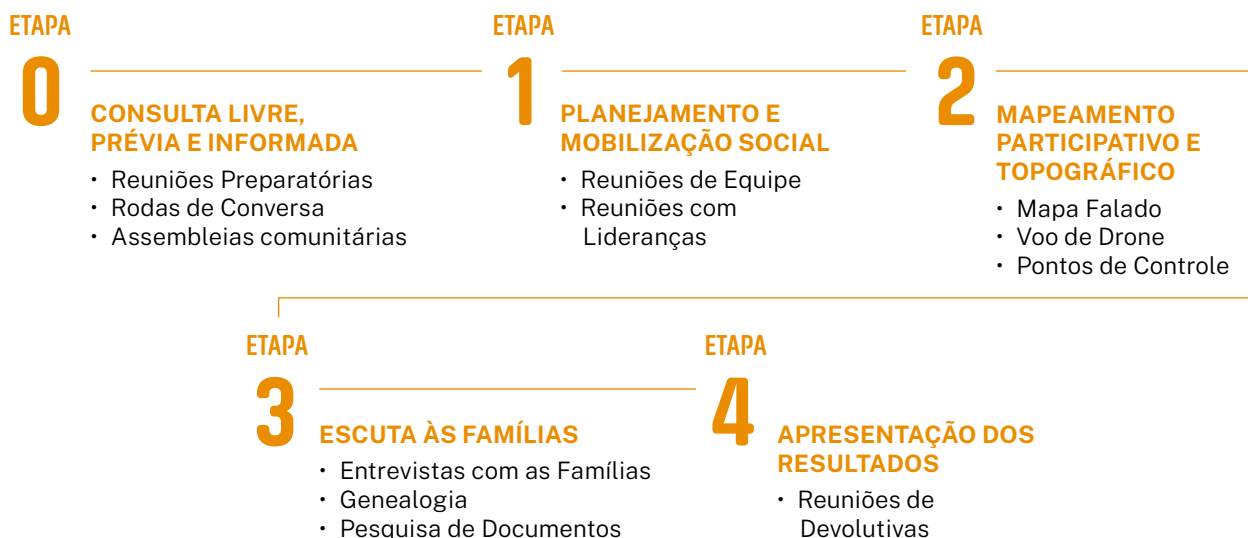 ETAPA
0
CONSULTA LIVRE,
PRÉVIA E INFORMADA
• Reuniões Preparatórias
• Rodas de Conversa
• Assembleias comunitárias
ETAPA
1
PLANEJAMENTO E
MOBILIZAÇÃO SOCIAL
• Reuniões de Equipe
• Reuniões com
Lideranças
ETAPA
2
MAPEAMENTO
PARTICIPATIVO E
TOPOGRÁFICO
• Mapa Falado
• Voo de Drone
• Pontos de Controle
ETAPA
3
ESCUTA ÀS FAMÍLIAS
• Entrevistas com as Famílias
• Genealogia
• Pesquisa de Documentos
ETAPA
4
APRESENTAÇÃO DOS
RESULTADOS
• Reuniões de
Devolutivas